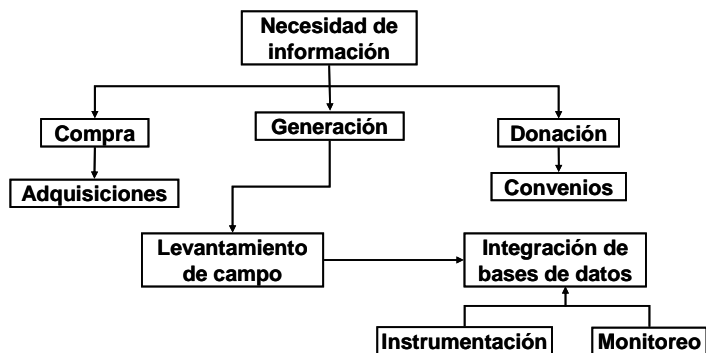 Necesidad de
información
Compra
Generación
Donación
Adquisiciones
Convenios
Levantamiento
de campo
Integración de
bases de datos
Instrumentación
Monitoreo